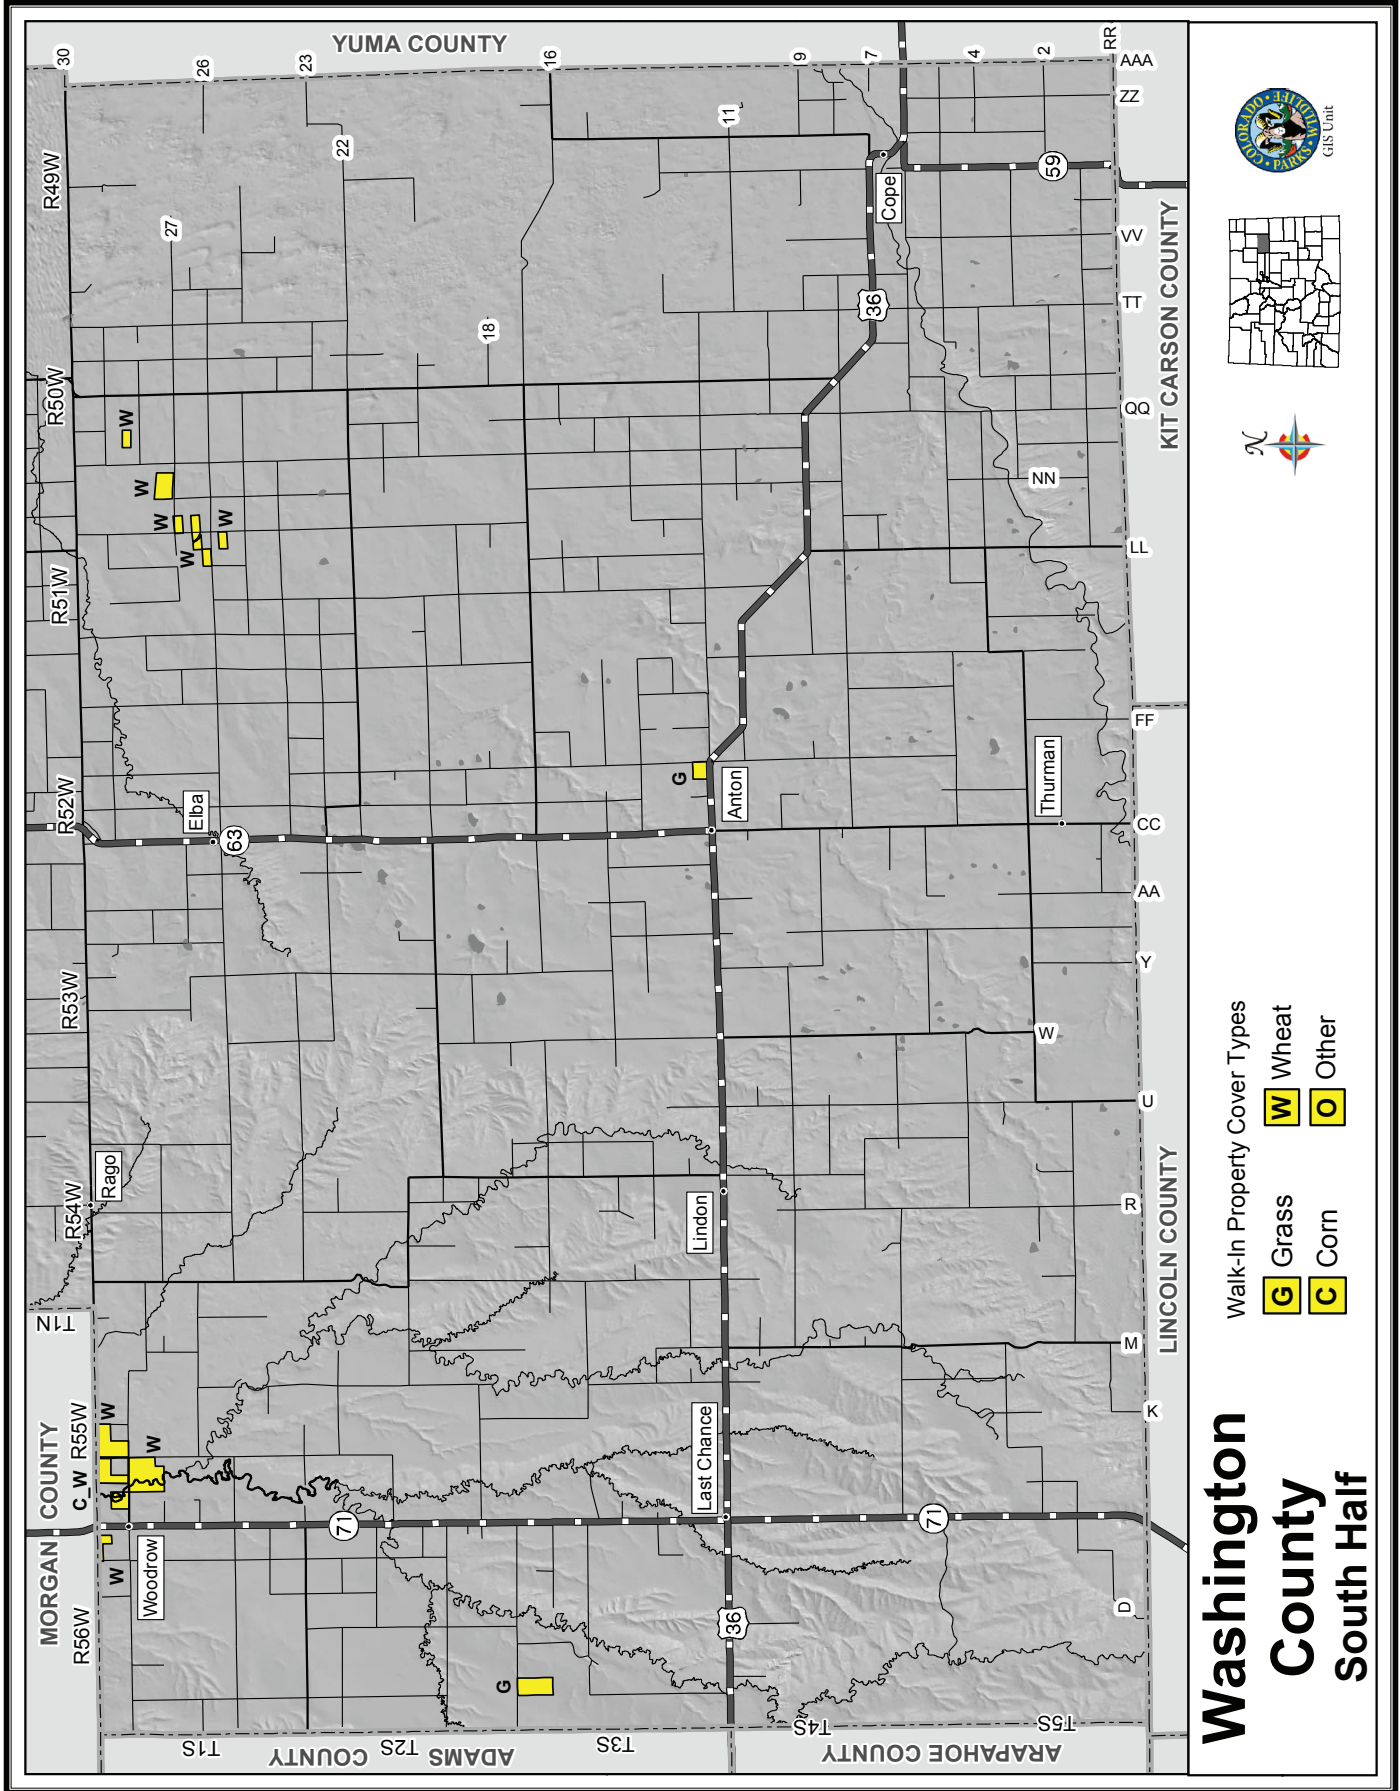 MORGAN COUNTY
R56W
C_W R55W
T1N
R54W
R53W
R52W
R51W
R50W
R49W
30
26
23
16
9
7
4
2
RR
YUMA COUNTY
27
22
18
11
W
W
W
W
W
W
W
W
G
G
Woodrow
Rago
Elba
63
71
Last Chance
Lindon
Anton
Thurman
Cope
36
36
59
71
NN
T1S
T2S
T3S
T4S
T5S
ADAMS
COUNTY
ARAPAHOE COUNTY
D
K
M
R
U
W
Y
AA
CC
FF
LL
QQ
TT
VV
ZZ
AAA
LINCOLN COUNTY
KIT CARSON COUNTY
Washington
County
South Half
Walk-In Property Cover Types
G Grass
W Wheat
C Corn
O Other
N
COLORADO
PARKS
WILDLIFE
GIS Unit